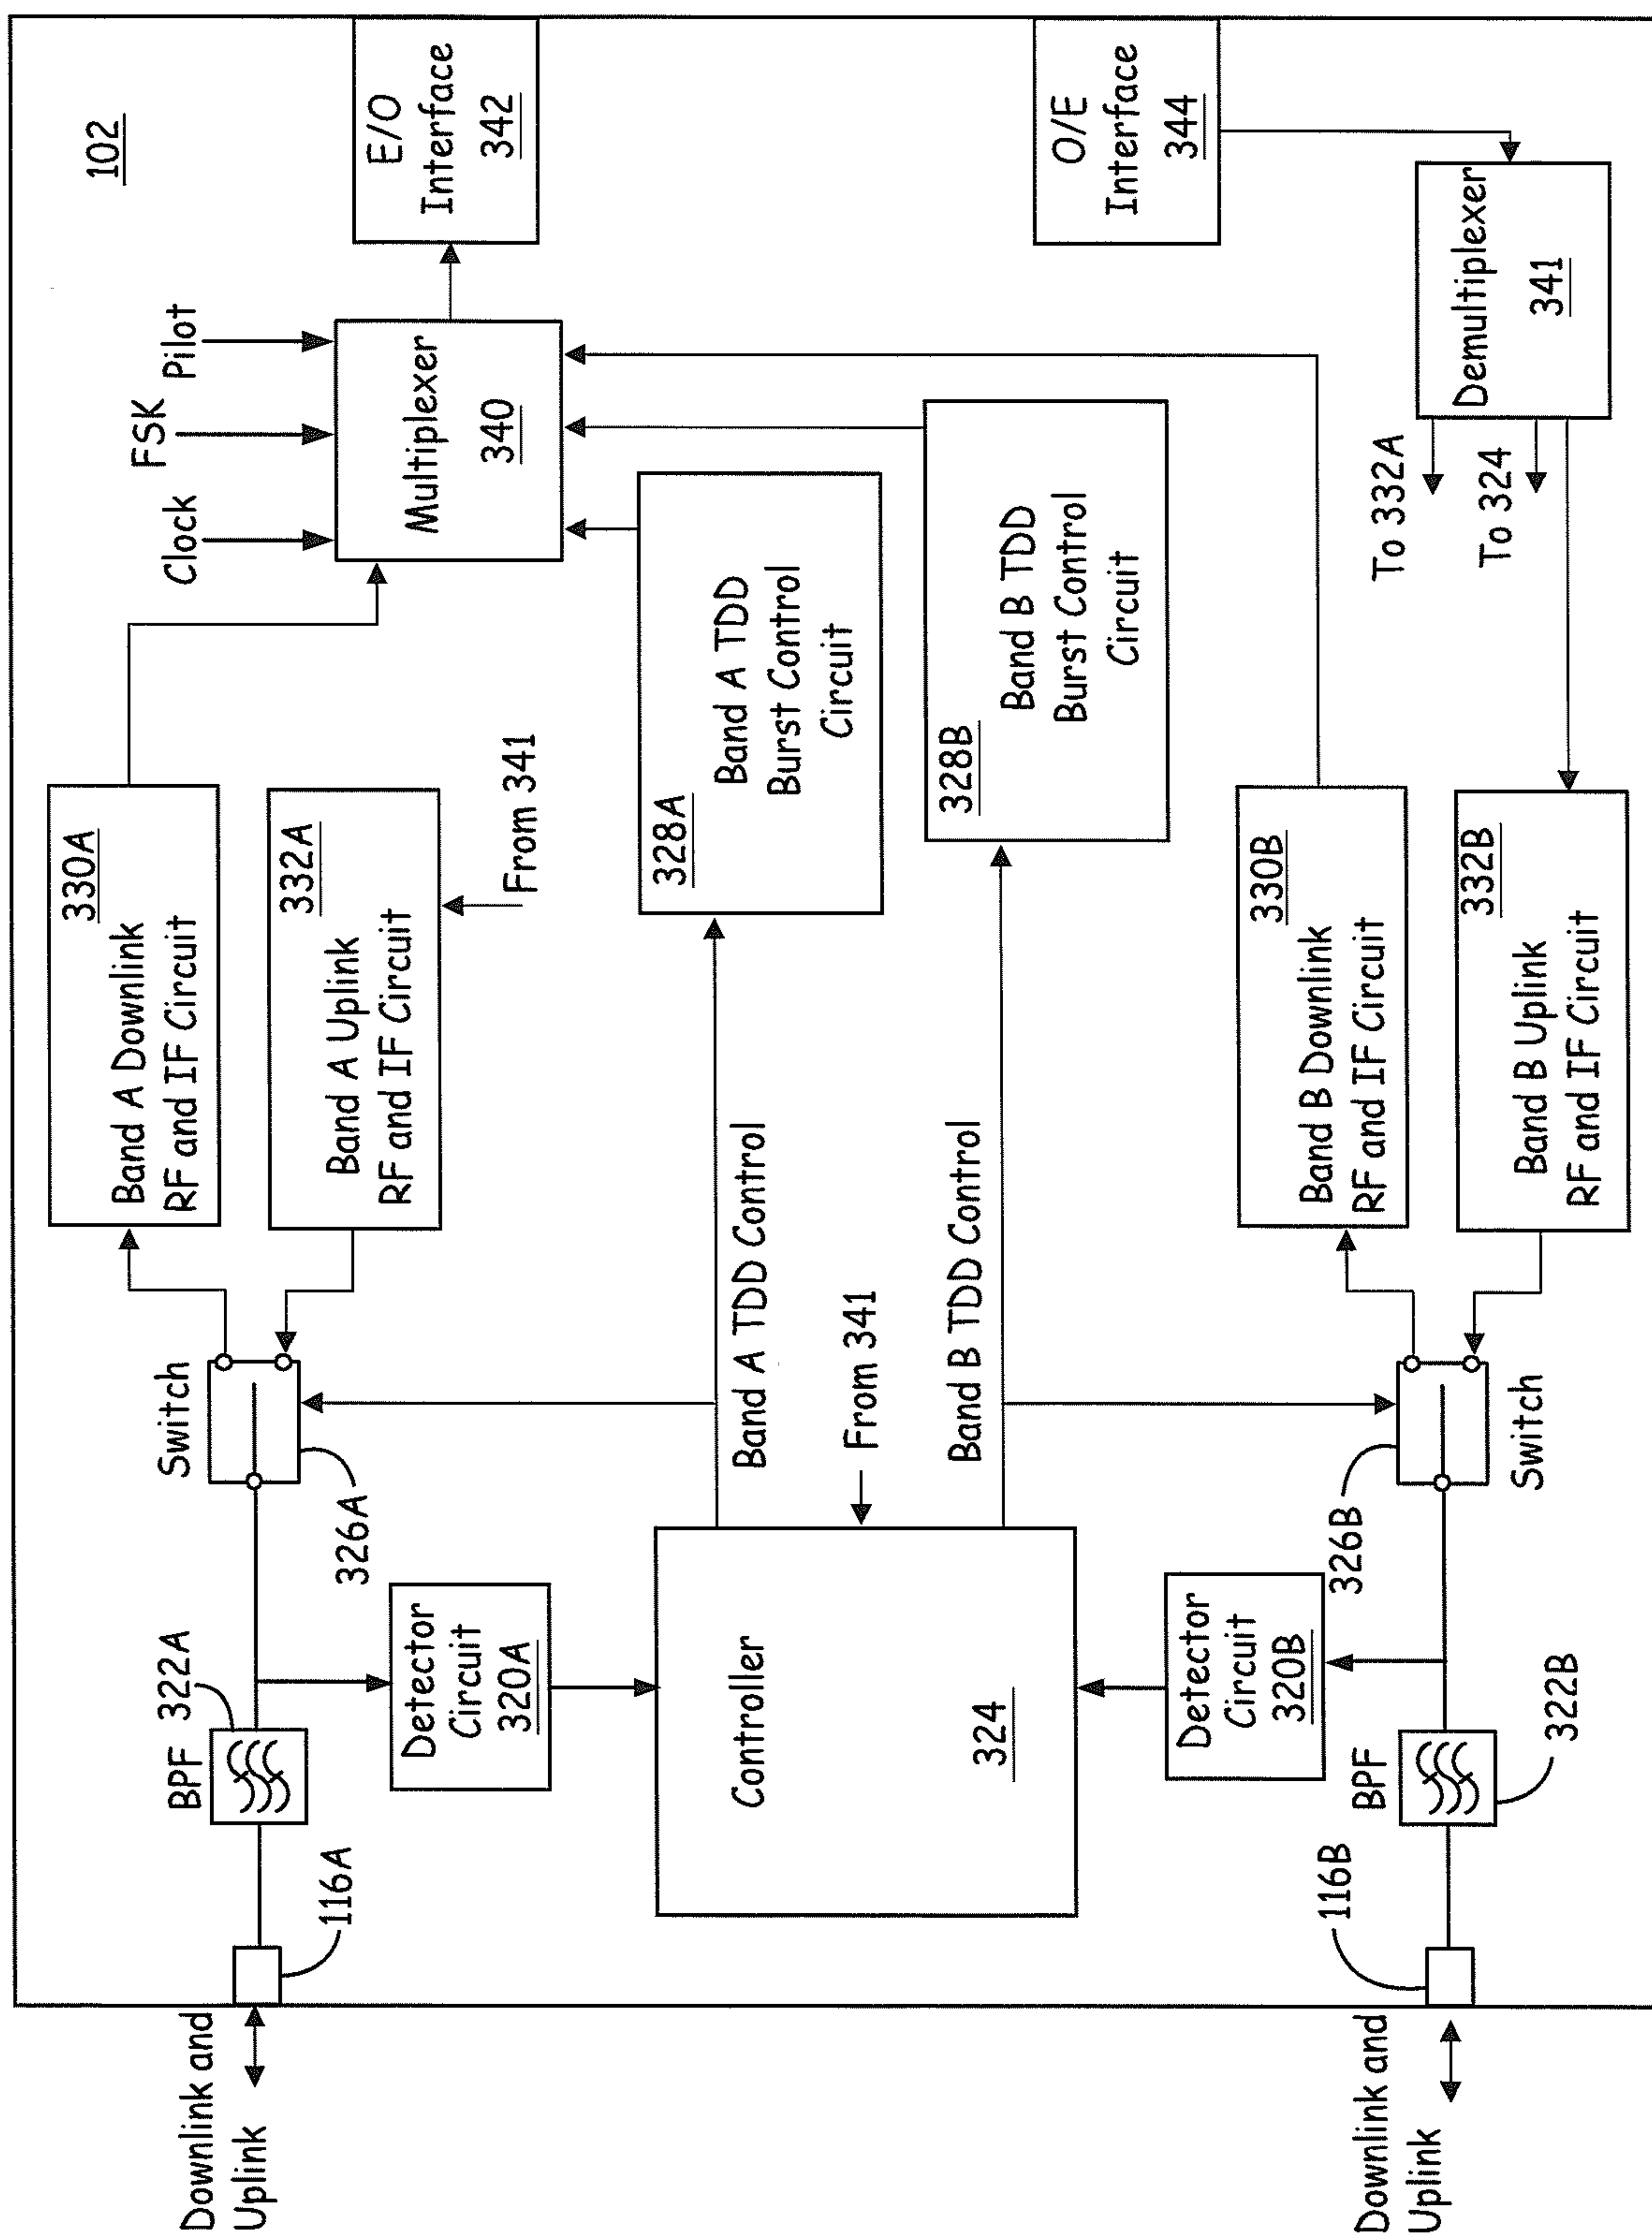 102
Downlink and
Uplink
116A
BPF
322A
Switch
326A
330A
Band A Downlink
RF and IF Circuit
332A
Band A Uplink
RF and IF Circuit
From 341
Clock
FSK
Pilot
Multiplexer
340
E/O
Interface
342
Detector
Circuit
320A
Band A TDD Control
328A
Band A TDD
Burst Control
Circuit
Controller
324
From 341
Band B TDD Control
328B
Band B TDD
Burst Control
Circuit
O/E
Interface
344
Detector
Circuit
320B
326B
Switch
116B
BPF
322B
Downlink and
Uplink
330B
Band B Downlink
RF and IF Circuit
332B
Band B Uplink
RF and IF Circuit
To 332A
To 324
Demultiplexer
341